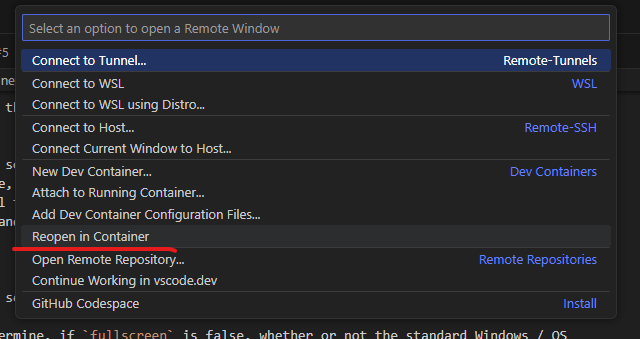 Select an option to open a Remote Window
#5
Connect to Tunnel... Remote-Tunnels
ne
Connect to WSL WSL
Connect to WSL using Distro...
Connect to Host... Remote-SSH
Connect Current Window to Host...
New Dev Container... Dev Containers
Attach to Running Container...
Add Dev Container Configuration Files...
Reopen in Container
Open Remote Repository... Remote Repositories
Continue Working in vscode.dev
GitHub Codespace Install
ermine, if `fullscreen` is false, whether or not the standard Windows / OS